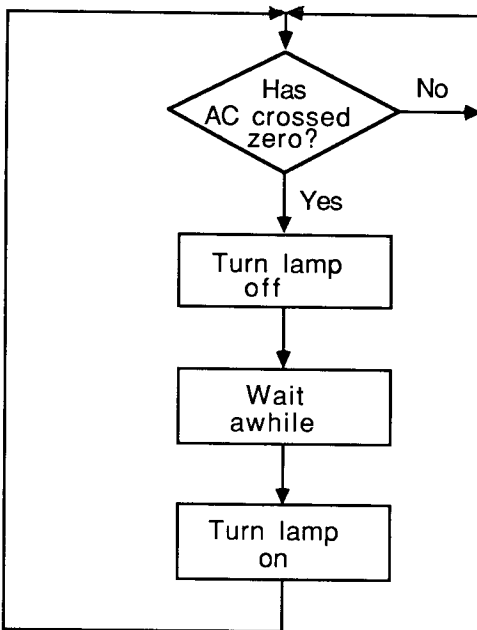 Has
AC crossed
zero?
No
Yes
Turn lamp
off
Wait
awhile
Turn lamp
on